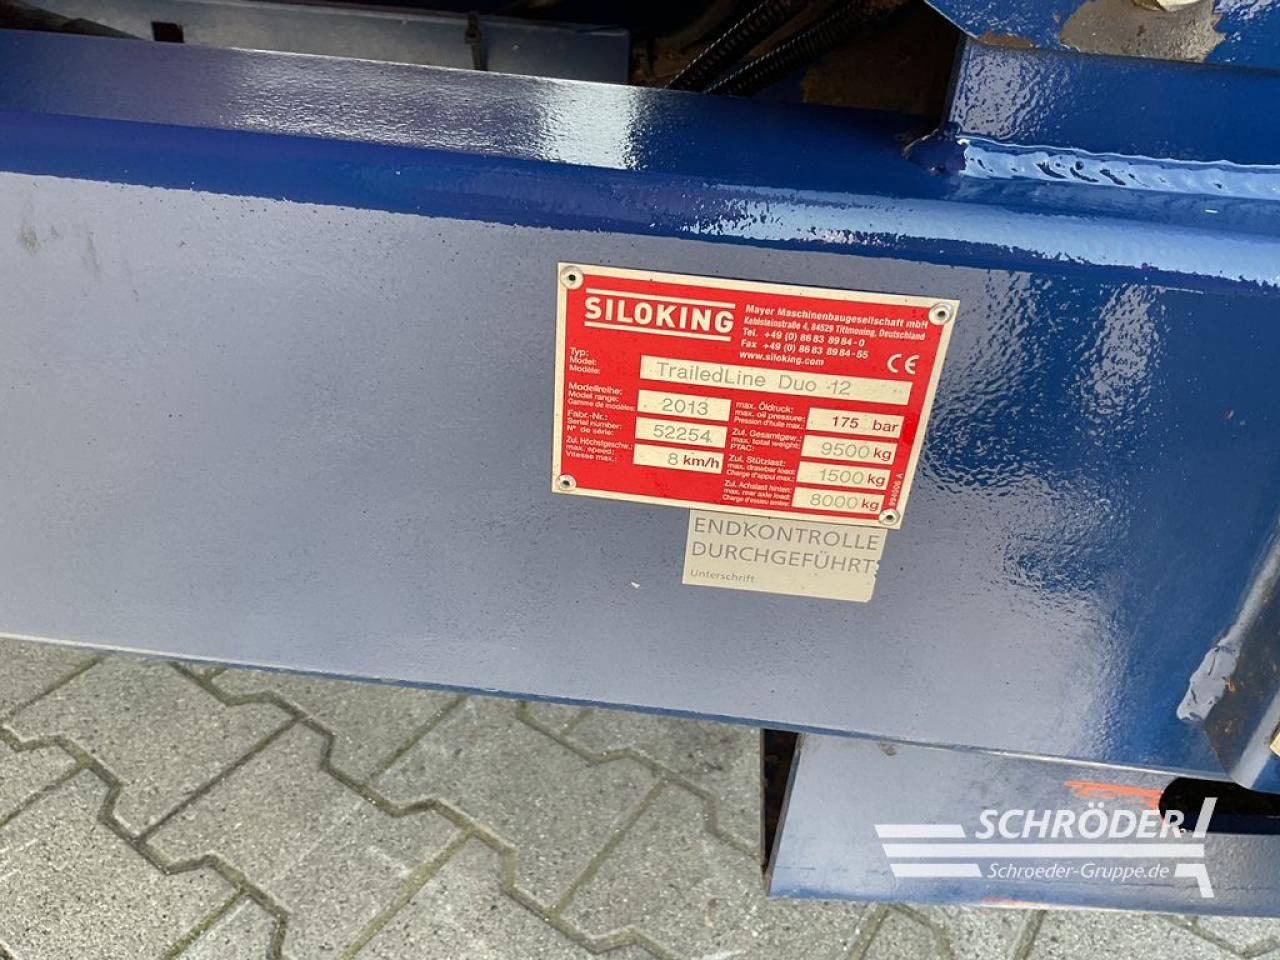 SILOKING
Mayer Maschinenbaugesellschaft mbH
Kehlsteinstraße 4, 84529 Tittmoning, Deutschland
Tel. +49 (0) 86 83 89 84-0
Fax +49 (0) 86 83 89 84-55
www.siloking.com
CE
Typ:
Model:
Modèle:
TrailedLine Duo 12
Modellreihe:
Model range:
Gamme de modèles:
2013
Fabr.-Nr.:
Serial number:
N° de série:
52254
Zul. Höchstgeschw.:
max. speed:
Vitesse max.:
8 km/h
max. Öldruck:
max. oil pressure:
Pression d'huile max.:
175 bar
Zul. Gesamtgew.:
max. total weight:
PTAC:
9500 kg
Zul. Stützlast:
max. drawbar load:
Charge d'appui max.:
1500 kg
Zul. Achslast hinten:
max. rear axle load:
Charge d'essieu arrière:
8000 kg
994006 A
ENDKONTROLLE
DURCHGEFÜHRT:
Unterschrift
SCHRÖDER
Schroeder-Gruppe.de